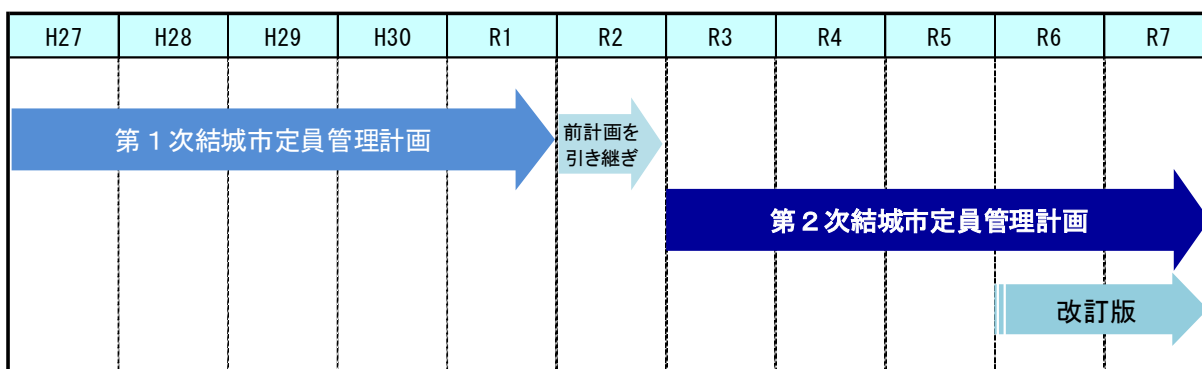 H27 H28 H29 H30 R1 R2 R3 R4 R5 R6 R7
第１次結城市定員管理計画
前計画を
引き継ぎ
第２次結城市定員管理計画
改訂版